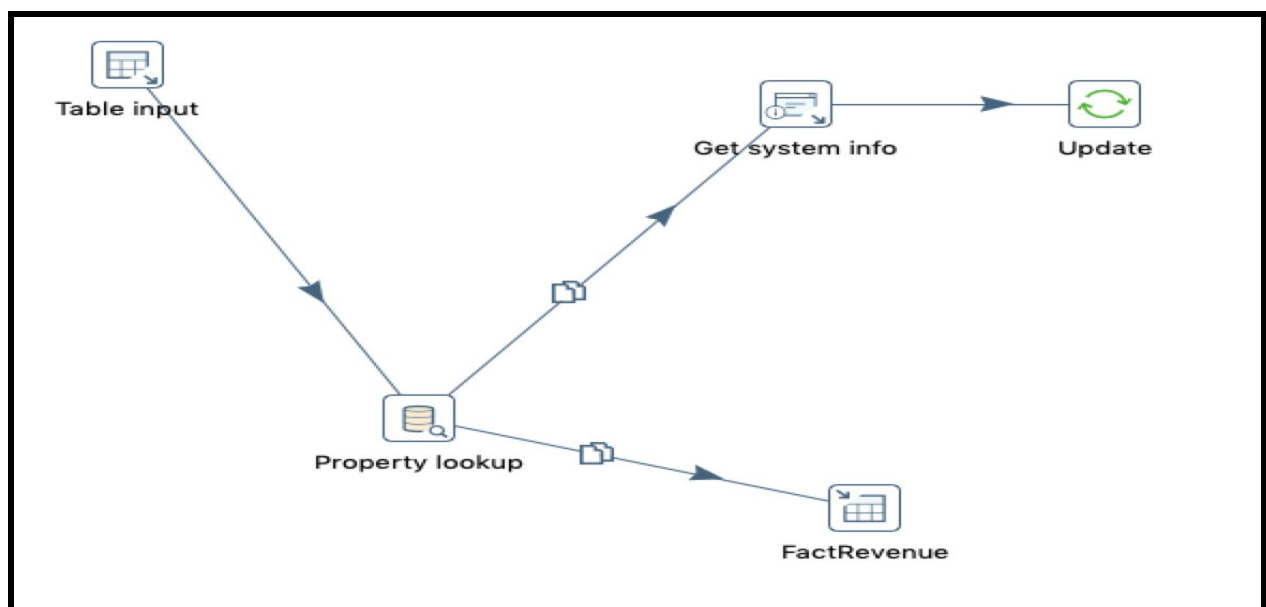 Table input
Get system info
Update
Property lookup
FactRevenue